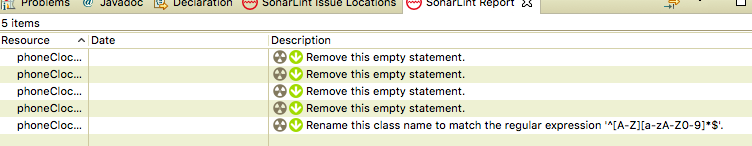 Problems @ Javadoc Declaration SonarLint Issue Locations SonarLint Report
5 items
Resource Date Description
phoneCloc... Remove this empty statement.
phoneCloc... Remove this empty statement.
phoneCloc... Remove this empty statement.
phoneCloc... Remove this empty statement.
phoneCloc... Rename this class name to match the regular expression '^[A-Z][a-zA-Z0-9]*$'.